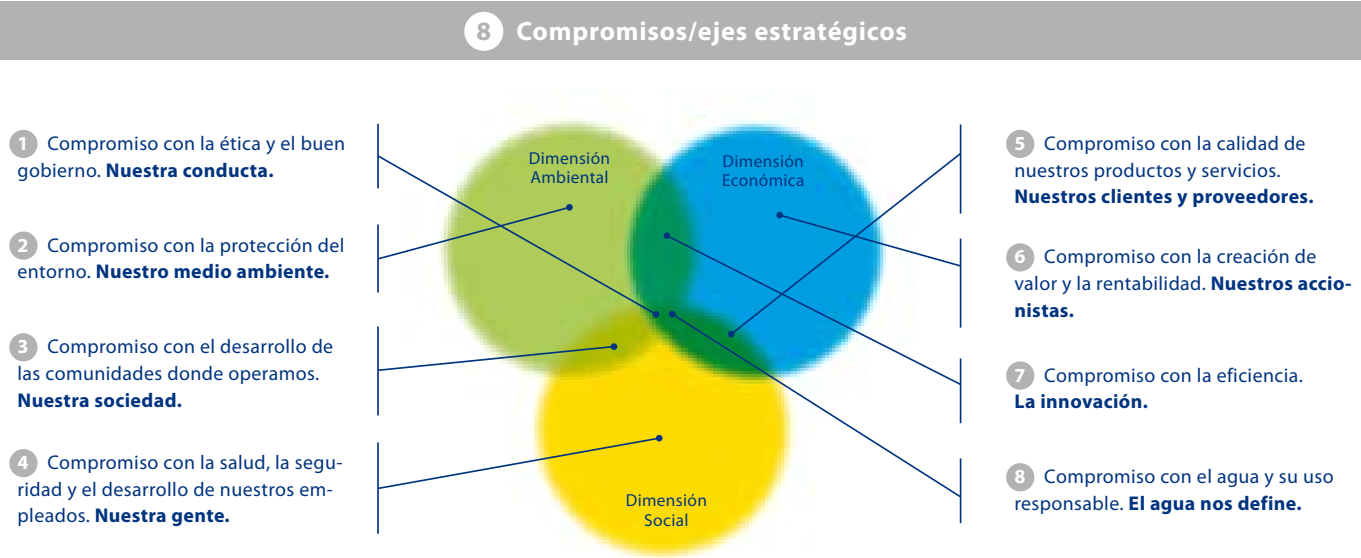 8 Compromisos/ejes estratégicos
1 Compromiso con la ética y el buen
gobierno. Nuestra conducta.
2 Compromiso con la protección del
entorno. Nuestro medio ambiente.
3 Compromiso con el desarrollo de
las comunidades donde operamos.
Nuestra sociedad.
4 Compromiso con la salud, la segu-
ridad y el desarrollo de nuestros em-
pleados. Nuestra gente.
Dimensión
Ambiental
Dimensión
Económica
Dimensión
Social
5 Compromiso con la calidad de
nuestros productos y servicios.
Nuestros clientes y proveedores.
6 Compromiso con la creación de
valor y la rentabilidad. Nuestros accio-
nistas.
7 Compromiso con la eficiencia.
La innovación.
8 Compromiso con el agua y su uso
responsable. El agua nos define.